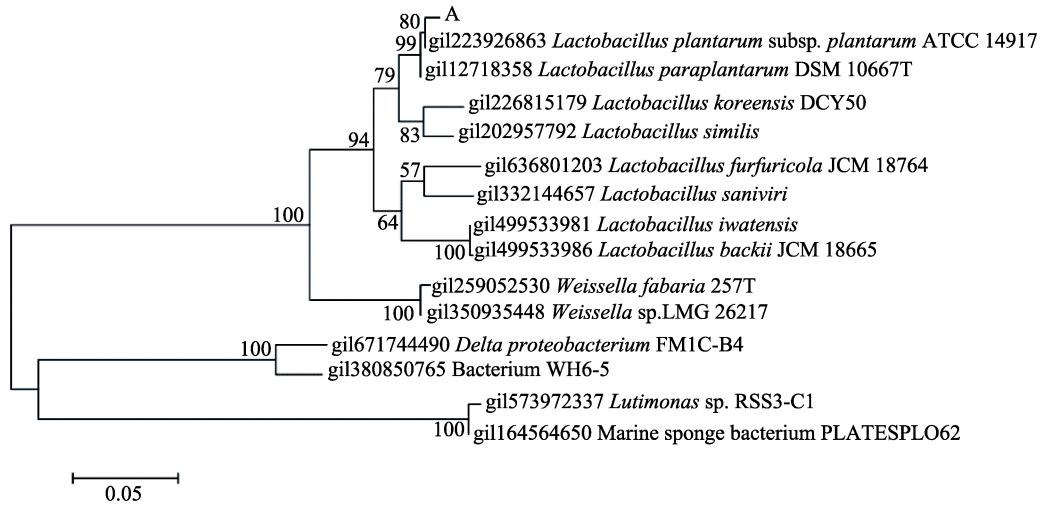 80
A
99
gil223926863 Lactobacillus plantarum subsp. plantarum ATCC 14917
gil12718358 Lactobacillus paraplantarum DSM 10667T
79
gil226815179 Lactobacillus koreensis DCY50
83
gil202957792 Lactobacillus similis
94
gil636801203 Lactobacillus furfuricola JCM 18764
57
gil332144657 Lactobacillus saniviri
100
64
gil499533981 Lactobacillus iwatensis
100
gil499533986 Lactobacillus backii JCM 18665
gil259052530 Weissella fabaria 257T
100
gil350935448 Weissella sp.LMG 26217
100
gil671744490 Delta proteobacterium FM1C-B4
gil380850765 Bacterium WH6-5
gil573972337 Lutimonas sp. RSS3-C1
100
gil164564650 Marine sponge bacterium PLATESPLO62
0.05